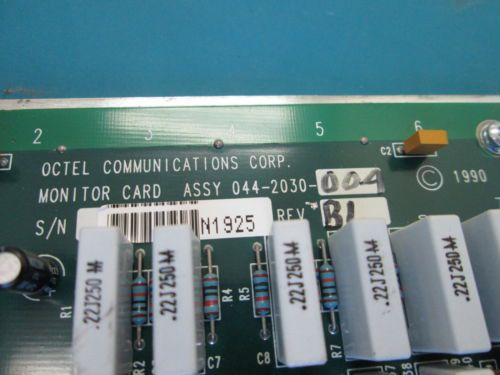 2 3 4 5 6
OCTEL COMMUNICATIONS CORP.
C2
MONITOR CARD ASSY 044-2030-004
© 1990
S/N N1925 REV B1
R1
.22J250
.22J250
.22J250
.22J250
.22J250
R2
C7
R4
R5
C8
R7